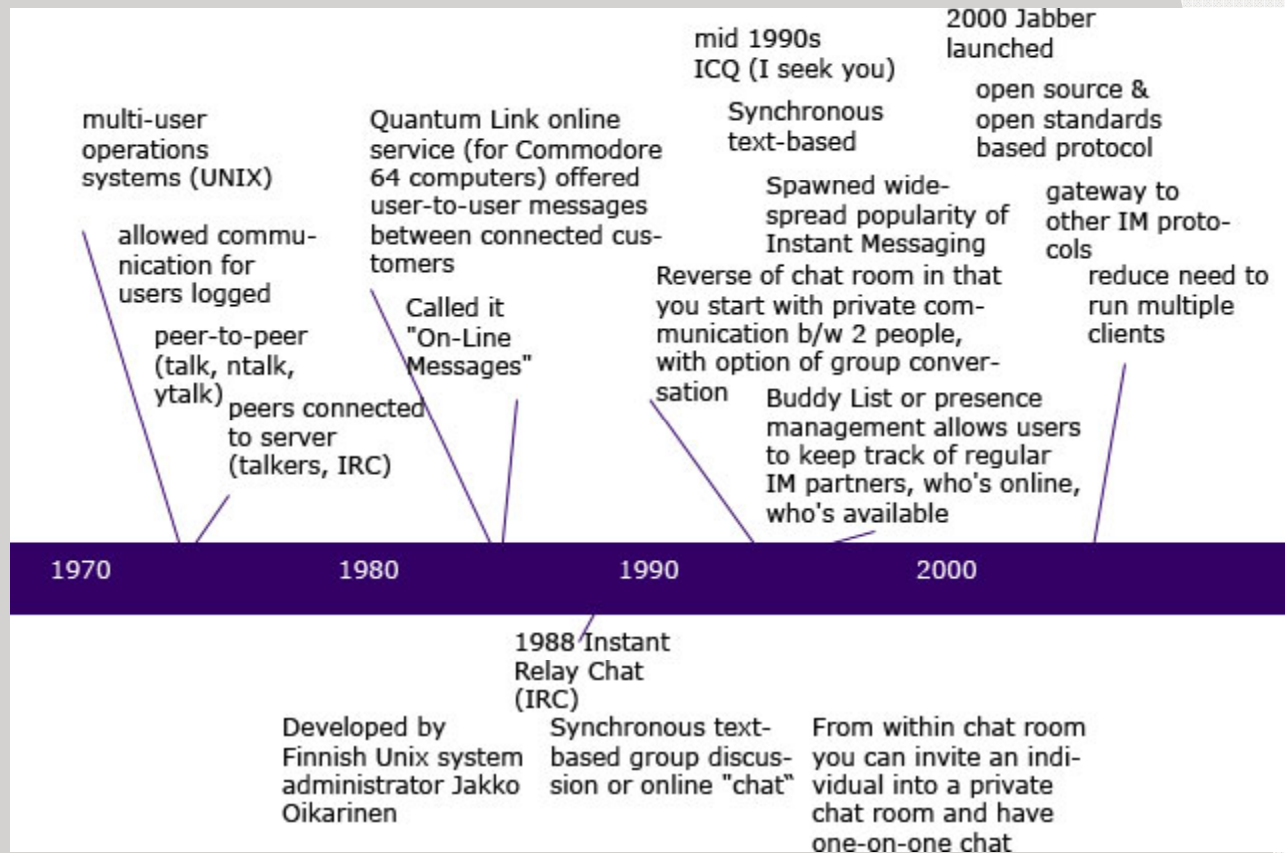 multi-user
operations
systems (UNIX)
allowed commu-
nication for
users logged
peer-to-peer
(talk, ntalk,
ytalk)
peers connected
to server
(talkers, IRC)
Quantum Link online
service (for Commodore
64 computers) offered
user-to-user messages
between connected cus-
tomers
Called it
"On-Line
Messages"
mid 1990s
ICQ (I seek you)
Synchronous
text-based
Spawned wide-
spread popularity of
Instant Messaging
Reverse of chat room in that
you start with private com-
munication b/w 2 people,
with option of group conver-
sation
Buddy List or presence
management allows users
to keep track of regular
IM partners, who's online,
who's available
2000 Jabber
launched
open source &
open standards
based protocol
gateway to
other IM proto-
cols
reduce need to
run multiple
clients
1970
1980
1990
2000
1988 Instant
Relay Chat
(IRC)
Developed by
Finnish Unix system
administrator Jakko
Oikarinen
Synchronous text-
based group discus-
sion or online "chat“
From within chat room
you can invite an indi-
vidual into a private
chat room and have
one-on-one chat